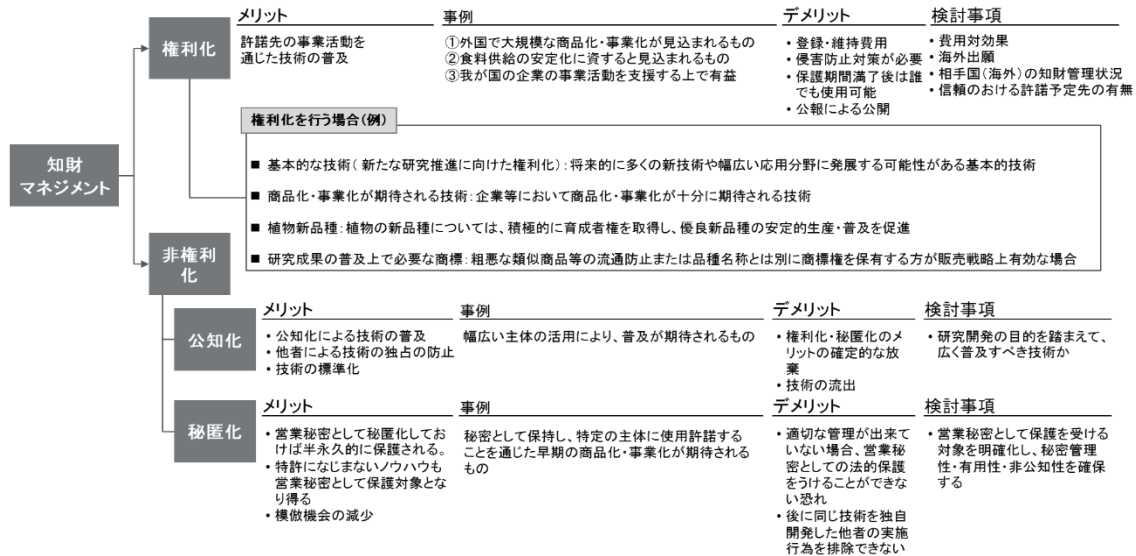 知財
マネジメント
権利化
メリット
許諾先の事業活動を
通じた技術の普及
事例
①外国で大規模な商品化・事業化が見込まれるもの
②食料供給の安定化に資すると見込まれるもの
③我が国の企業の事業活動を支援する上で有益
デメリット
・登録・維持費用
・侵害防止対策が必要
・保護期間満了後は誰
でも使用可能
・公報による公開
検討事項
・費用対効果
・海外出願
・相手国(海外)の知財管理状況
・信頼のおける許諾予定先の有無
権利化を行う場合(例)
■ 基本的な技術( 新たな研究推進に向けた権利化):将来的に多くの新技術や幅広い応用分野に発展する可能性がある基本的技術
■ 商品化・事業化が期待される技術:企業等において商品化・事業化が十分に期待される技術
■ 植物新品種:植物の新品種については、積極的に育成者権を取得し、優良新品種の安定的生産・普及を促進
■ 研究成果の普及上で必要な商標:粗悪な類似商品等の流通防止または品種名称とは別に商標権を保有する方が販売戦略上有効な場合
非権利
化
公知化
メリット
・公知化による技術の普及
・他者による技術の独占の防止
・技術の標準化
事例
幅広い主体の活用により、普及が期待されるもの
デメリット
・権利化・秘匿化のメ
リットの確定的な放
棄
・技術の流出
検討事項
・研究開発の目的を踏まえて、
広く普及すべき技術か
秘匿化
メリット
・営業秘密として秘匿化してお
けば半永久的に保護される。
・特許になじまないノウハウも
営業秘密として保護対象とな
り得る
・模倣機会の減少
事例
秘密として保持し、特定の主体に使用許諾する
ことを通じた早期の商品化・事業化が期待される
もの
デメリット
・適切な管理が出来て
いない場合、営業秘
密としての法的保護
をうけることができな
い恐れ
・後に同じ技術を独自
開発した他者の実施
行為を排除できない
検討事項
・営業秘密として保護を受ける
対象を明確化し、秘密管理
性・有用性・非公知性を確保
する